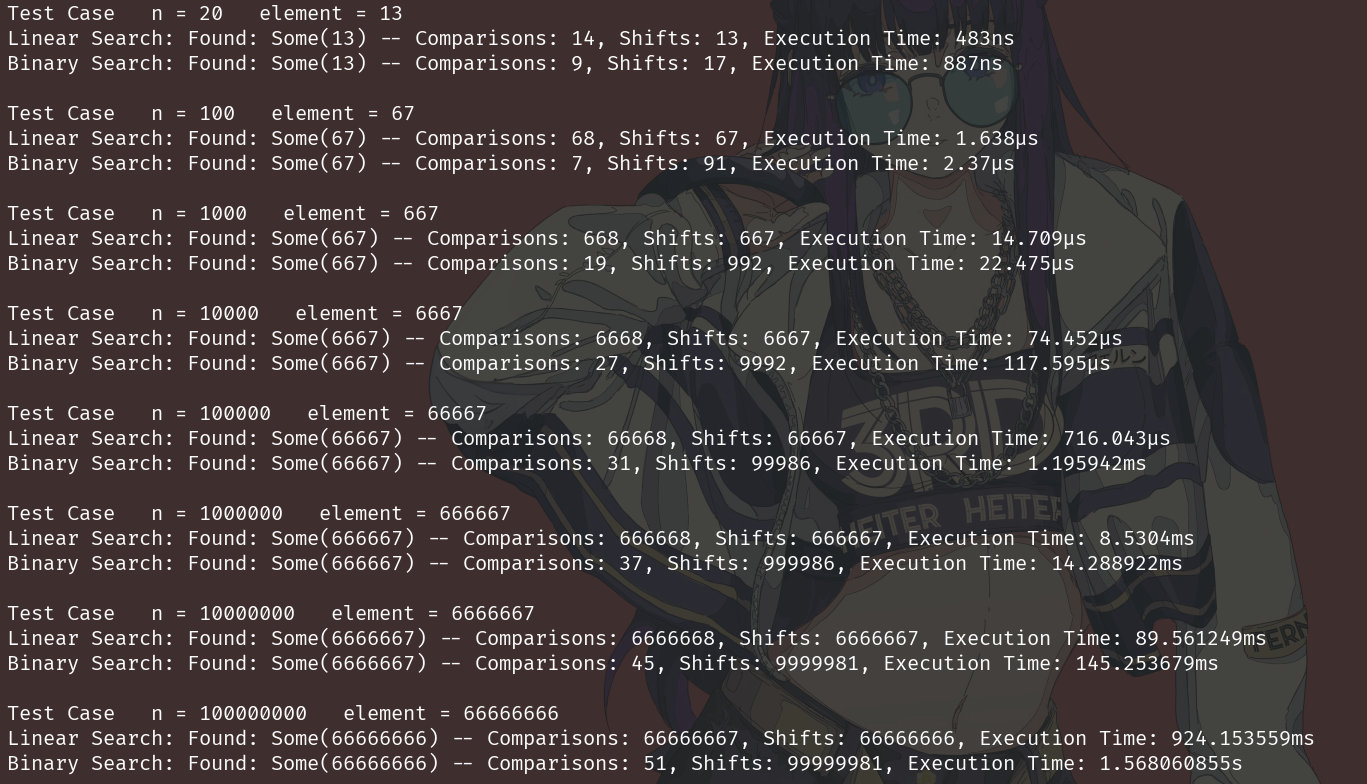 Test Case   n = 20   element = 13
Linear Search: Found: Some(13) -- Comparisons: 14, Shifts: 13, Execution Time: 483ns
Binary Search: Found: Some(13) -- Comparisons: 9, Shifts: 17, Execution Time: 887ns

Test Case   n = 100   element = 67
Linear Search: Found: Some(67) -- Comparisons: 68, Shifts: 67, Execution Time: 1.638µs
Binary Search: Found: Some(67) -- Comparisons: 7, Shifts: 91, Execution Time: 2.37µs

Test Case   n = 1000   element = 667
Linear Search: Found: Some(667) -- Comparisons: 668, Shifts: 667, Execution Time: 14.709µs
Binary Search: Found: Some(667) -- Comparisons: 19, Shifts: 992, Execution Time: 22.475µs

Test Case   n = 10000   element = 6667
Linear Search: Found: Some(6667) -- Comparisons: 6668, Shifts: 6667, Execution Time: 74.452µs
Binary Search: Found: Some(6667) -- Comparisons: 27, Shifts: 9992, Execution Time: 117.595µs

Test Case   n = 100000   element = 66667
Linear Search: Found: Some(66667) -- Comparisons: 66668, Shifts: 66667, Execution Time: 716.043µs
Binary Search: Found: Some(66667) -- Comparisons: 31, Shifts: 99986, Execution Time: 1.195942ms

Test Case   n = 1000000   element = 666667
Linear Search: Found: Some(666667) -- Comparisons: 666668, Shifts: 666667, Execution Time: 8.5304ms
Binary Search: Found: Some(666667) -- Comparisons: 37, Shifts: 999986, Execution Time: 14.288922ms

Test Case   n = 10000000   element = 6666667
Linear Search: Found: Some(6666667) -- Comparisons: 6666668, Shifts: 6666667, Execution Time: 89.561249ms
Binary Search: Found: Some(6666667) -- Comparisons: 45, Shifts: 9999981, Execution Time: 145.253679ms

Test Case   n = 100000000   element = 66666666
Linear Search: Found: Some(66666666) -- Comparisons: 66666667, Shifts: 66666666, Execution Time: 924.153559ms
Binary Search: Found: Some(66666666) -- Comparisons: 51, Shifts: 99999981, Execution Time: 1.568060855s
HEITER HEITER
FERN